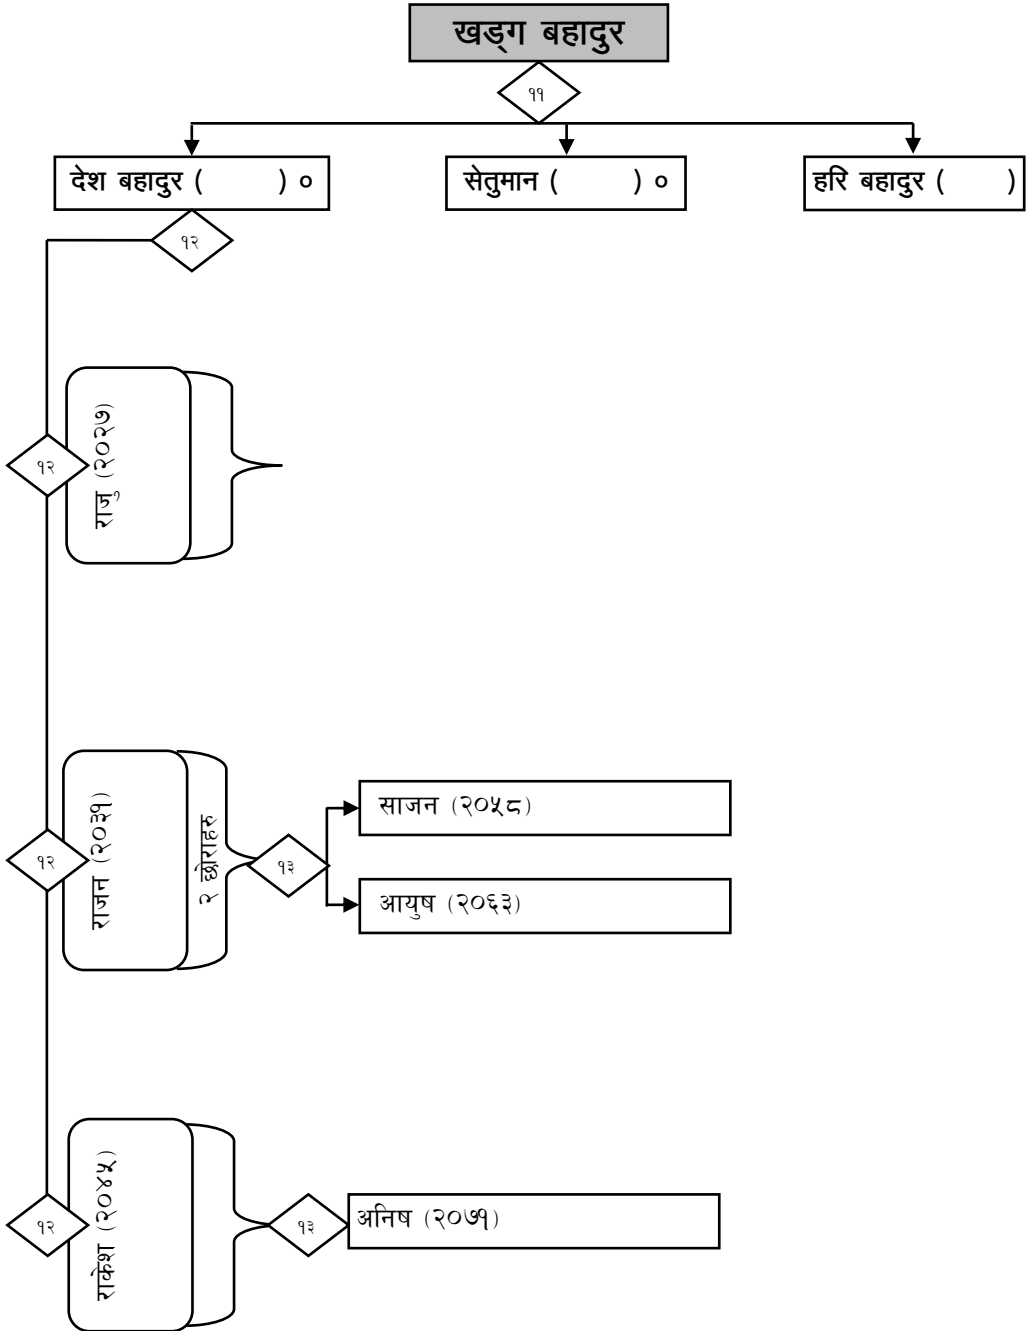 खड्ग बहादुर
११
देश बहादुर ( ) ०
सेतुमान ( ) ०
हरि बहादुर ( )
१२
१२
राजु (२०२७)
१२
राजन (२०३१)
२ छोराहरु
१३
साजन (२०५८)
आयुष (२०६३)
१२
राकेश (२०४५)
१३
अनिष (२०७१)